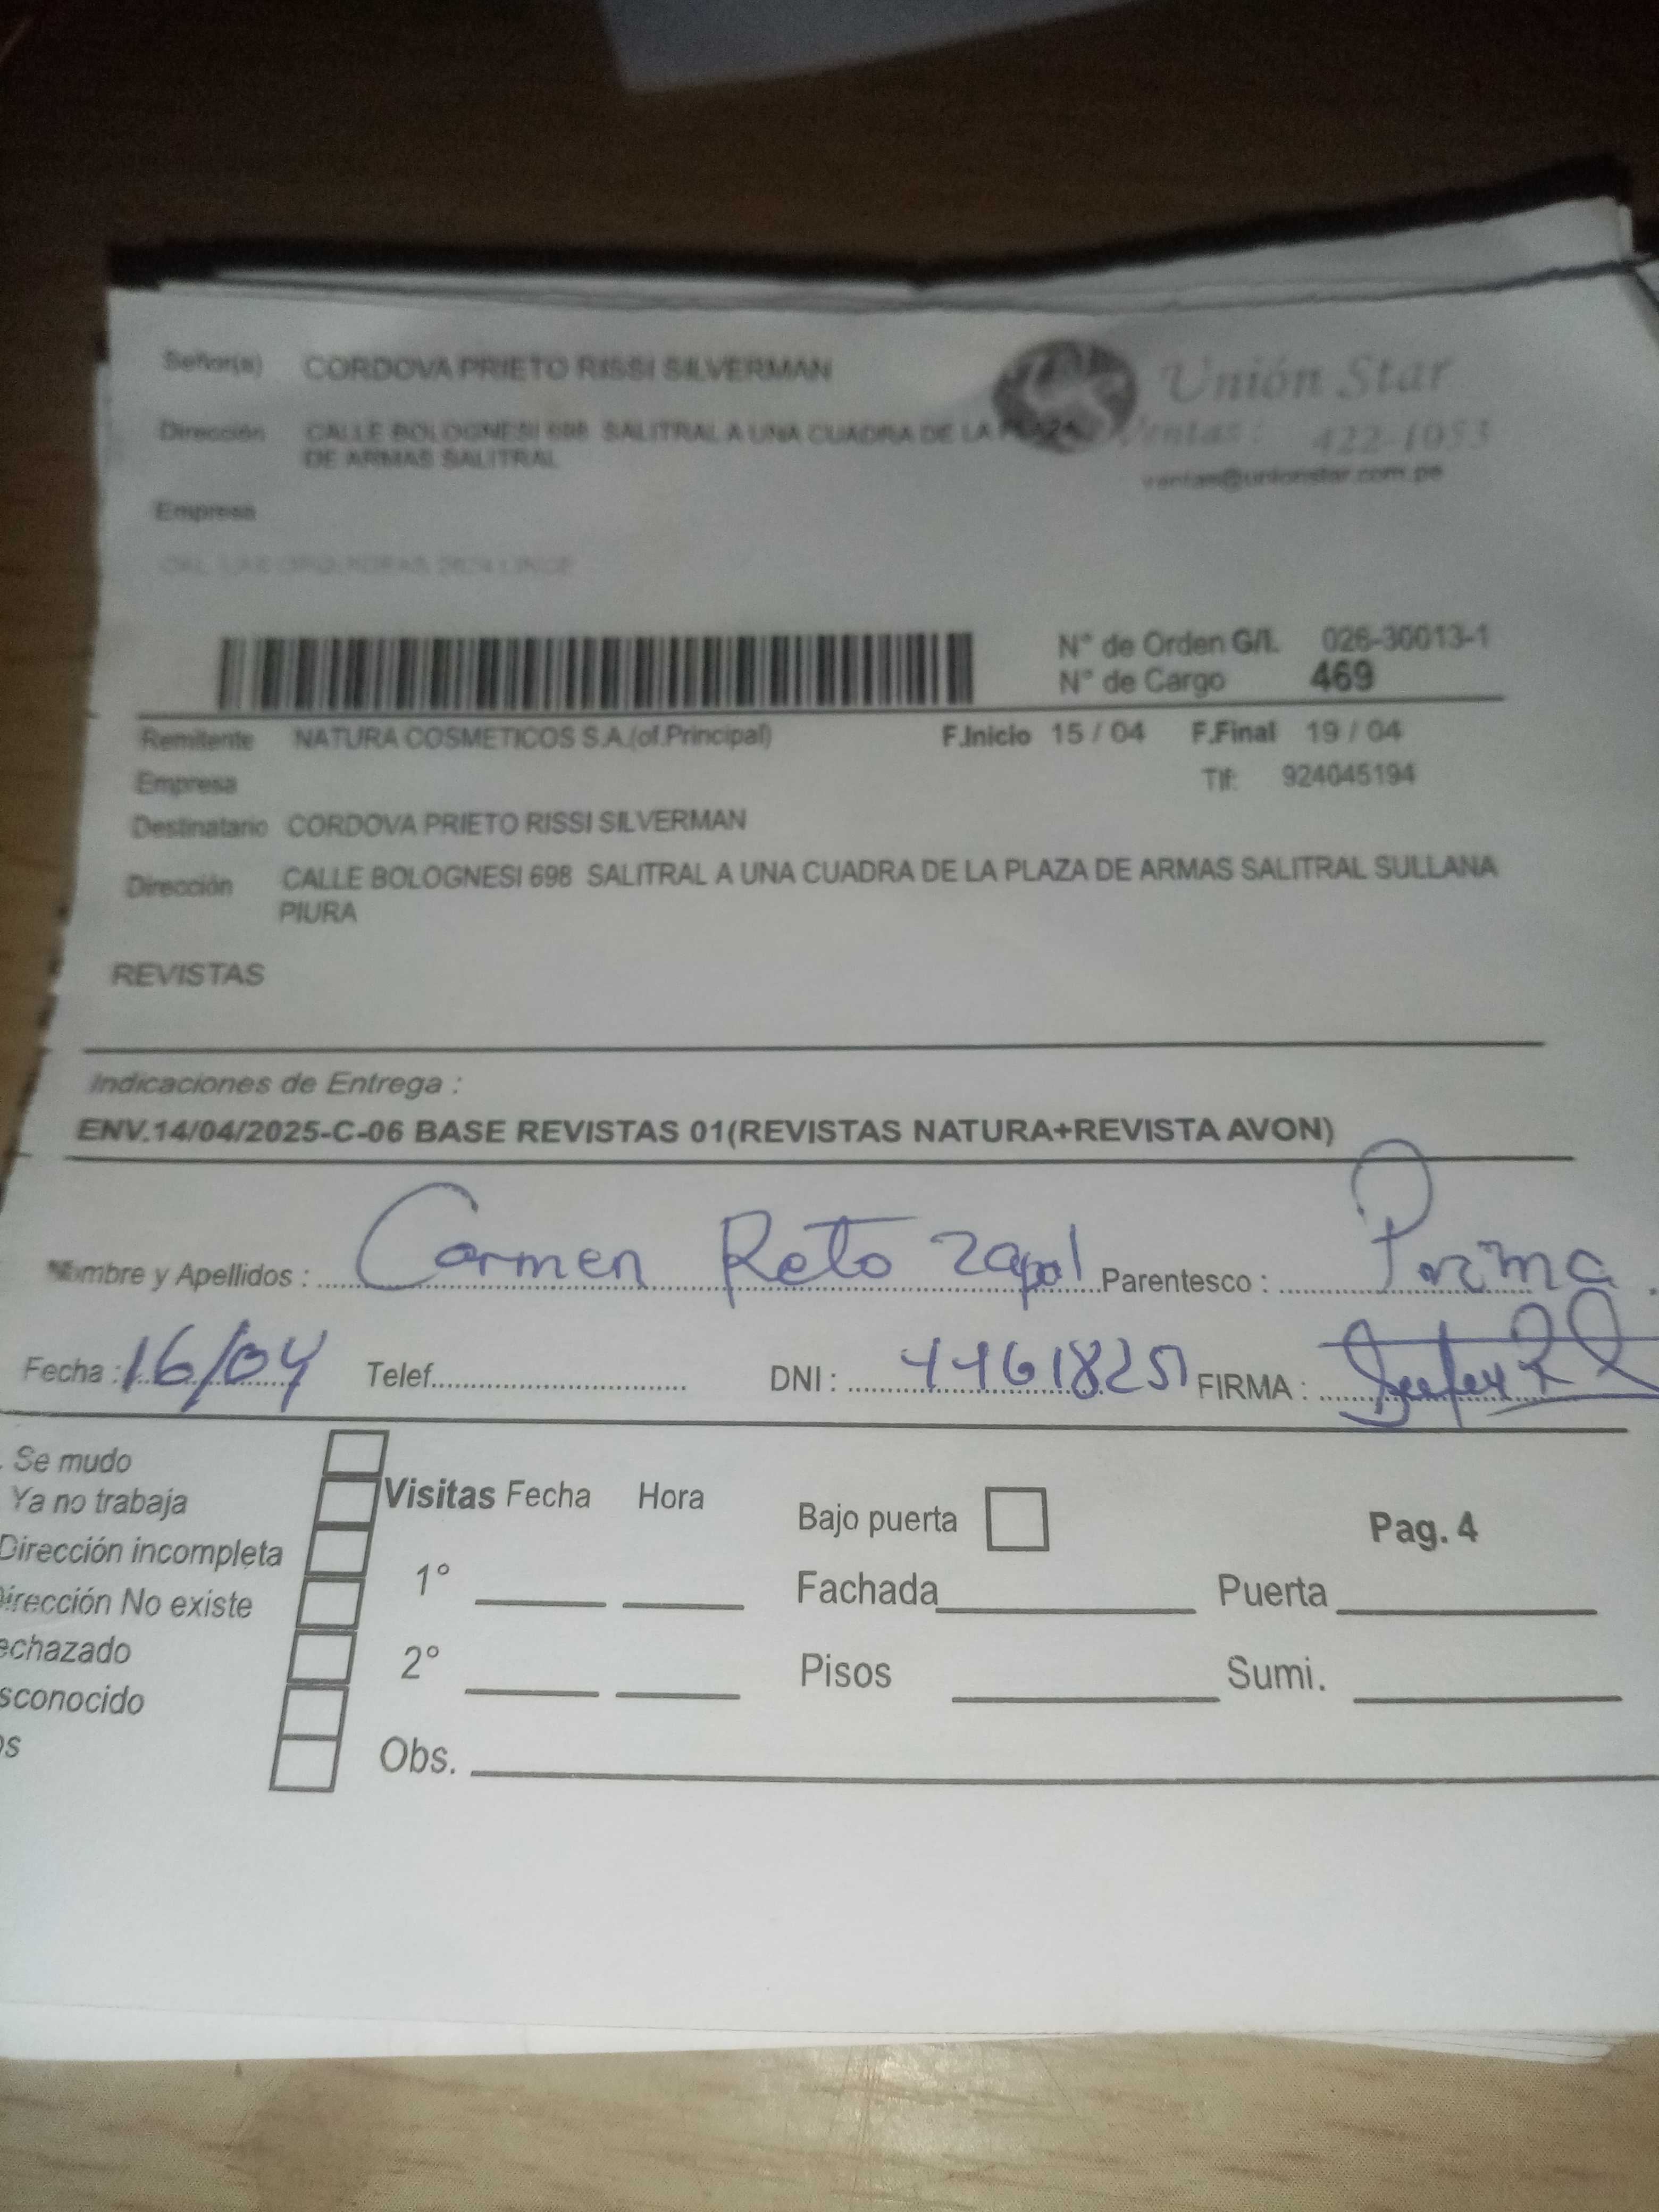 Señor(s) CORDOVA PRIETO RISSI SILVERMAN
Unión Star
Dirección CALLE BOLOGNESI 698 SALITRAL A UNA CUADRA DE LA PLAZA
DE ARMAS SALITRAL
Ventas: 422-1053
ventas@unionstar.com.pe
Empresa
N° de Orden G/L 026-30013-1
N° de Cargo 469
Remitente NATURA COSMETICOS S.A.(of.Principal) F.Inicio 15 / 04 F.Final 19 / 04
Empresa Tlf: 924045194
Destinatario CORDOVA PRIETO RISSI SILVERMAN
Dirección CALLE BOLOGNESI 698 SALITRAL A UNA CUADRA DE LA PLAZA DE ARMAS SALITRAL SULLANA
PIURA
REVISTAS
Indicaciones de Entrega :
ENV.14/04/2025-C-06 BASE REVISTAS 01(REVISTAS NATURA+REVISTA AVON)
Nombre y Apellidos : Carmen Reto Zapal Parentesco :
Fecha : 16/04 Telef. DNI : 44618251 FIRMA :
Se mudo
Ya no trabaja
Visitas Fecha Hora Bajo puerta Pag. 4
Dirección incompleta
1° Fachada Puerta
Dirección No existe
echazado
2° Pisos Sumi.
sconocido
os
Obs.